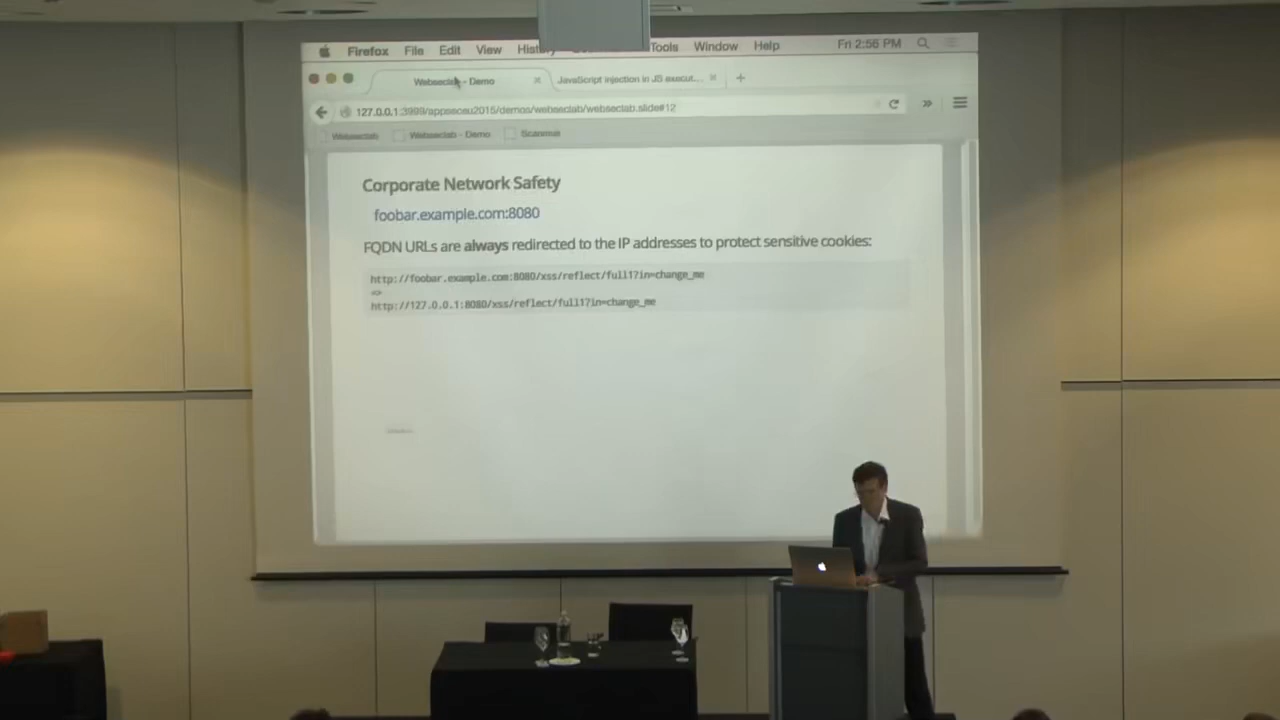 Firefox File Edit View Tools Window Help Fri 2:56 PM
Webseclab - Demo JavaScript injection in JS execut...
127.0.0.1:3999/appseceu2015/demos/webseclab/webseclab.slide#12
Webseclab Webseclab - Demo Scanmus
Corporate Network Safety
foobar.example.com:8080
FQDN URLs are always redirected to the IP addresses to protect sensitive cookies:
http://foobar.example.com:8080/xss/reflect/full1?in=change_me
=>
http://127.0.0.1:8080/xss/reflect/full1?in=change_me